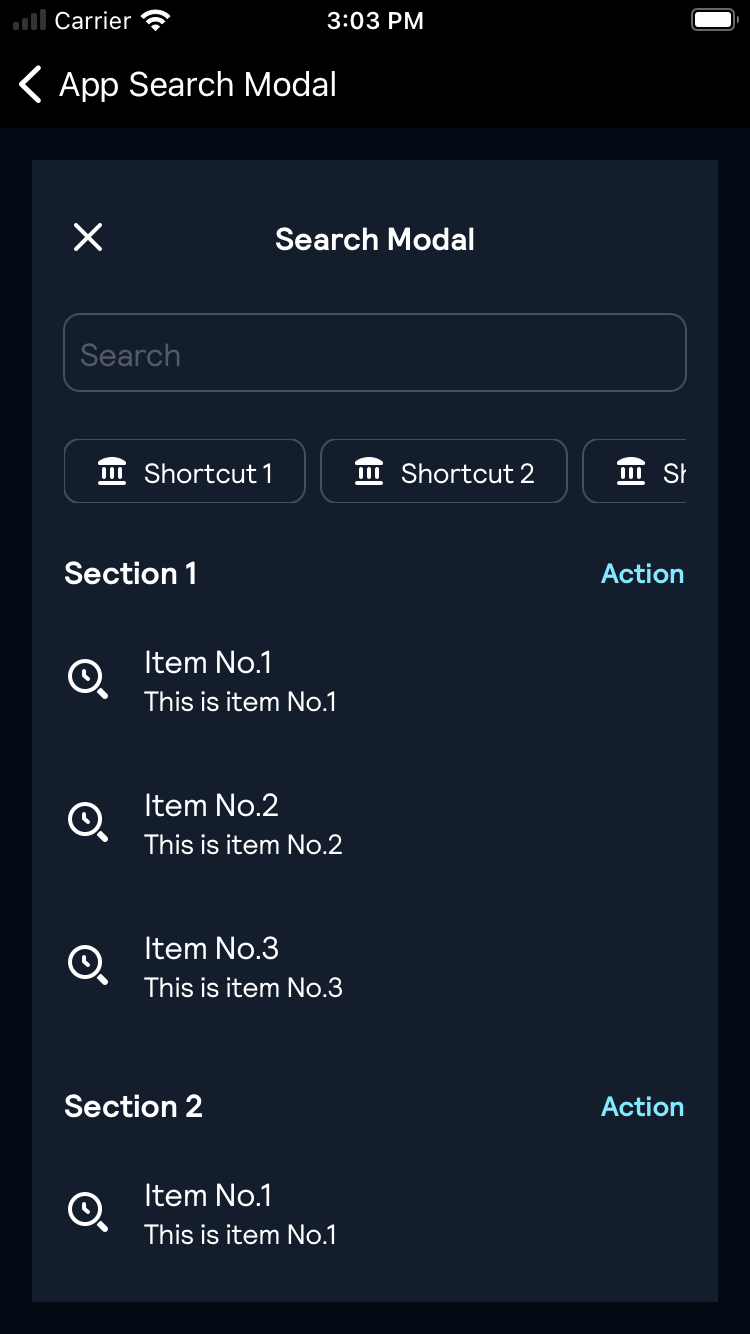 Carrier 3:03 PM
App Search Modal
Search Modal
Search
Shortcut 1 Shortcut 2
Section 1 Action
Item No.1
This is item No.1
Item No.2
This is item No.2
Item No.3
This is item No.3
Section 2 Action
Item No.1
This is item No.1